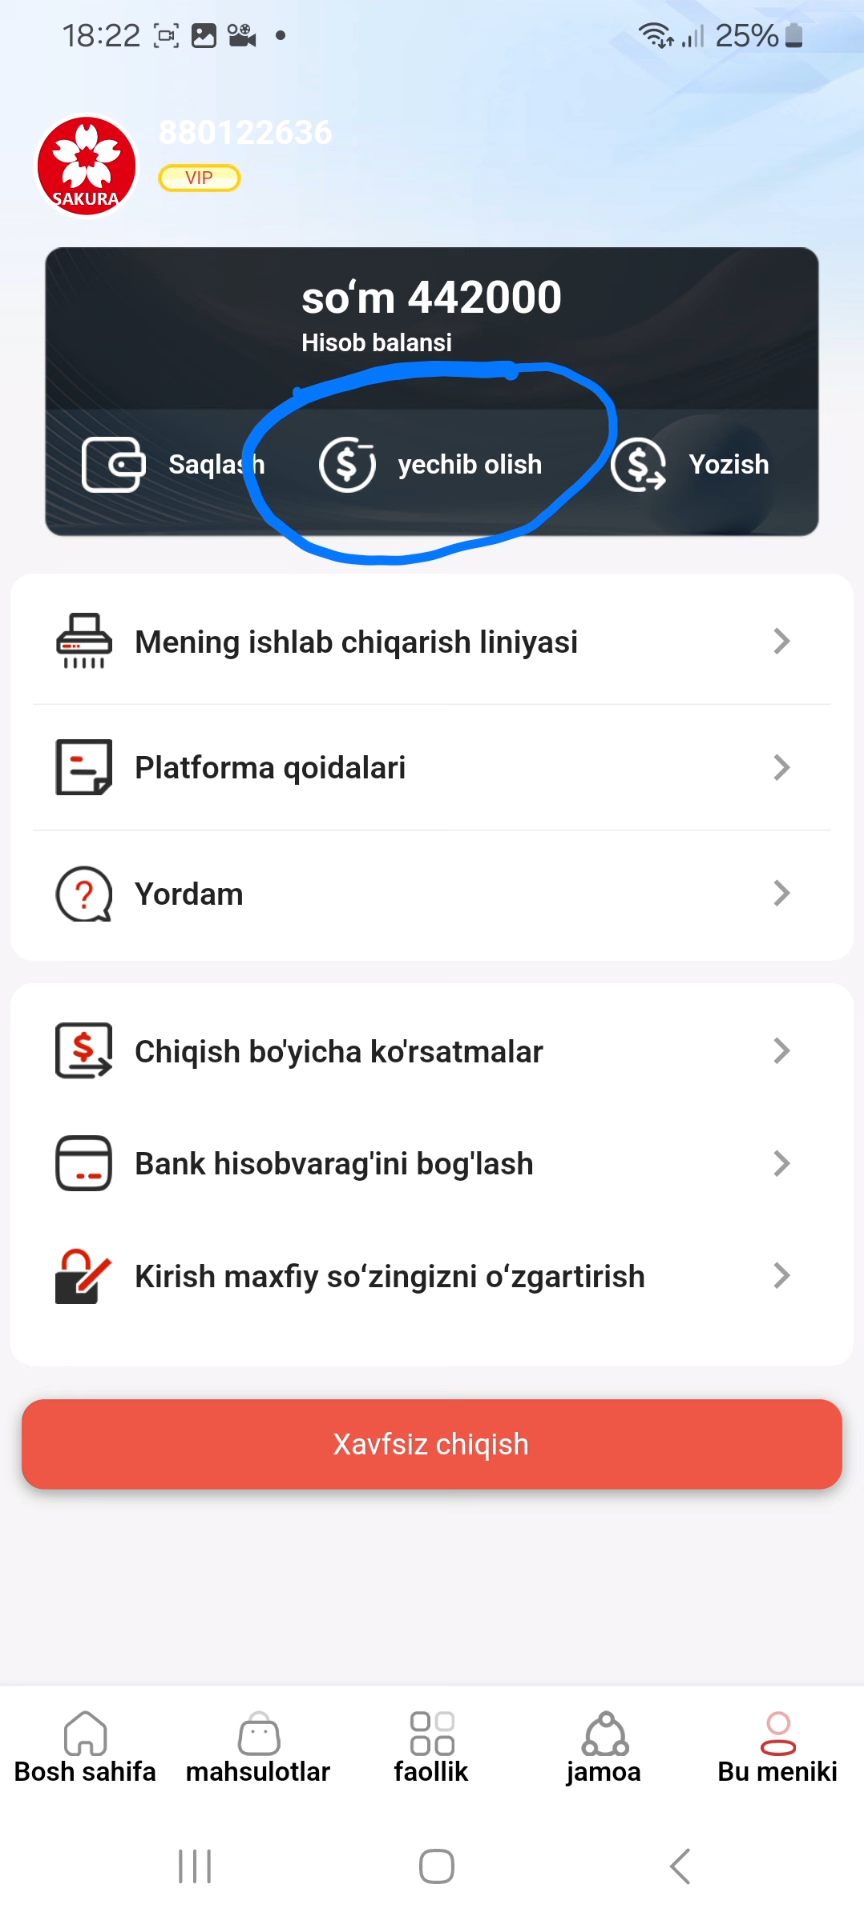 18:22
25%
880122636
VIP
SAKURA
so‘m 442000
Hisob balansi
Saqlash
yechib olish
Yozish
Mening ishlab chiqarish liniyasi
Platforma qoidalari
Yordam
Chiqish bo'yicha ko'rsatmalar
Bank hisobvarag'ini bog'lash
Kirish maxfiy so‘zingizni o‘zgartirish
Xavfsiz chiqish
Bosh sahifa
mahsulotlar
faollik
jamoa
Bu meniki